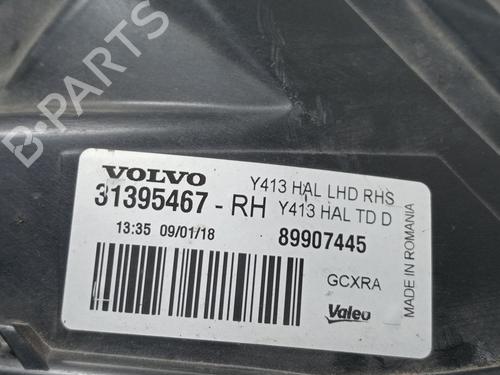 B-Parts
VOLVO
Y413 HAL LHD RHS
31395467-RH
Y413 HAL TD D
13:35 09/01/18
89907445
GCXRA
Valeo
MADE IN ROMANIA